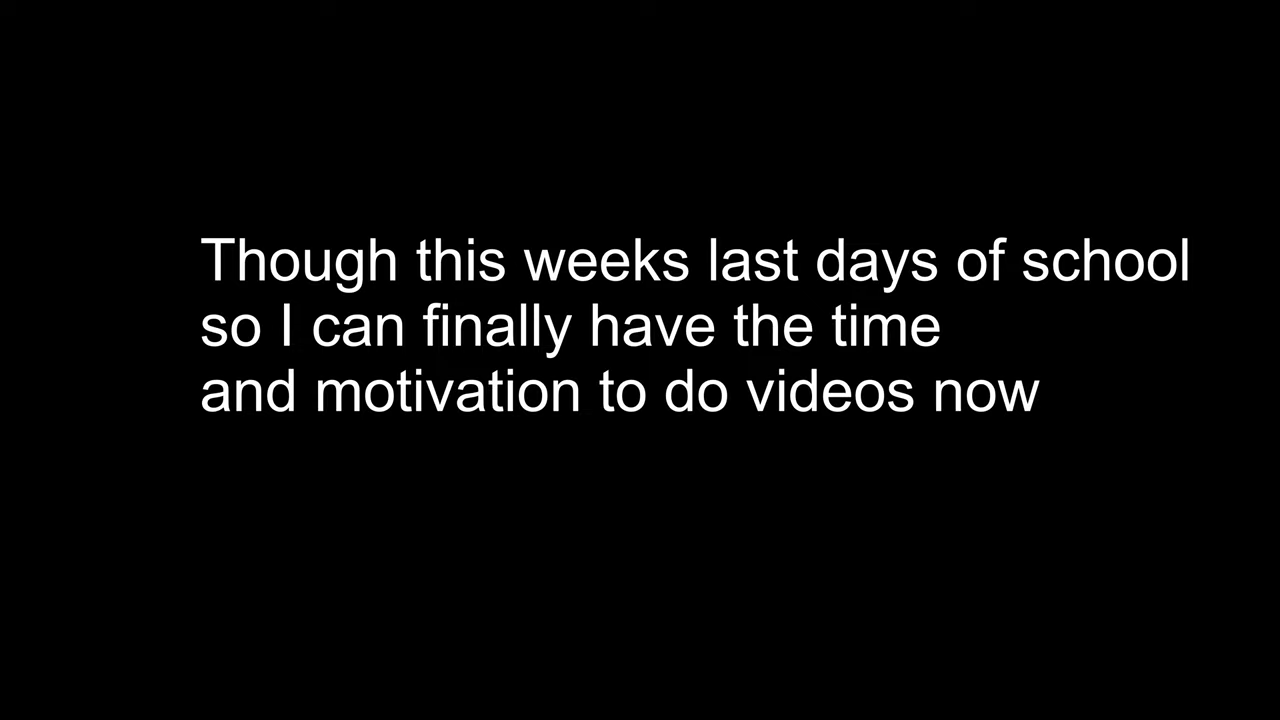 Though this weeks last days of school
so I can finally have the time
and motivation to do videos now